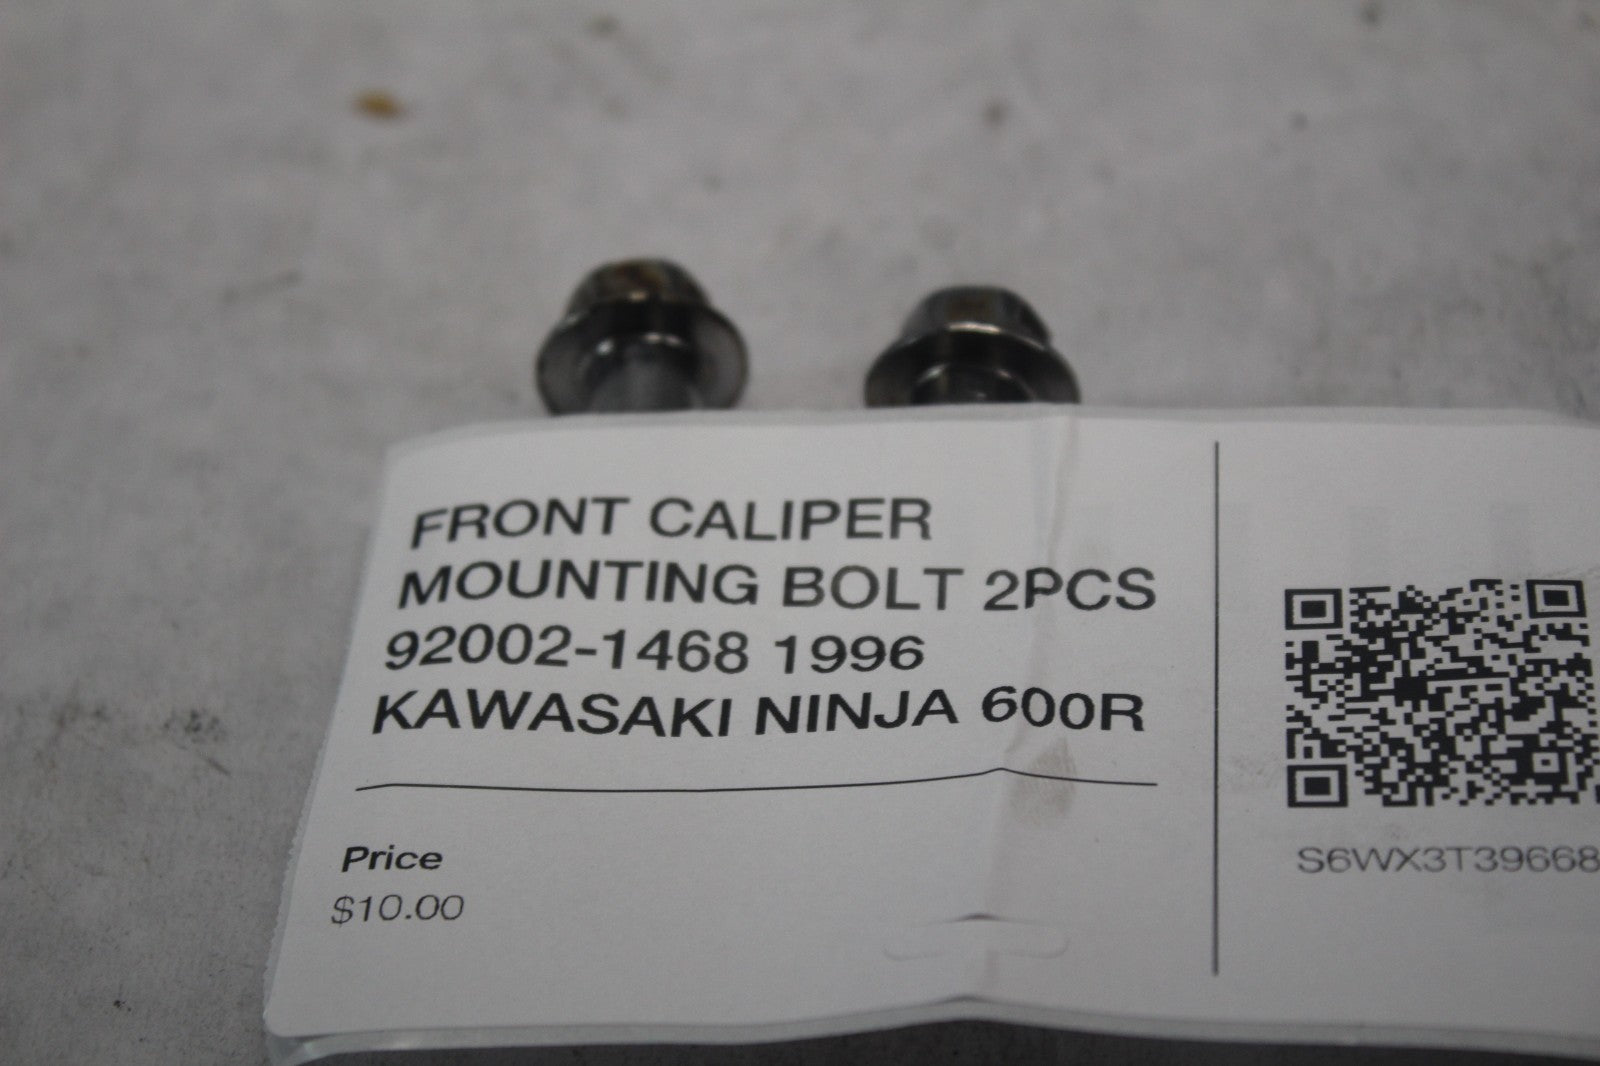 FRONT CALIPER
MOUNTING BOLT 2PCS
92002-1468 1996
KAWASAKI NINJA 600R
Price
$10.00
S6WX3T39668